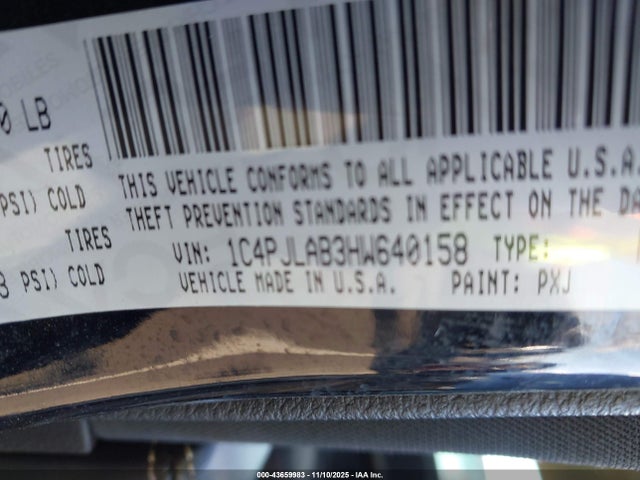 0 LB
TIRES
PSI) COLD
TIRES
PSI) COLD
THIS VEHICLE CONFORMS TO ALL APPLICABLE U.S.A.
THEFT PREVENTION STANDARDS IN EFFECT ON THE DA
VIN: 1C4PJLAB3HW640158 TYPE:
VEHICLE MADE IN U.S.A. PAINT: PXJ
000-43659983 - 11/10/2025 - IAA Inc.